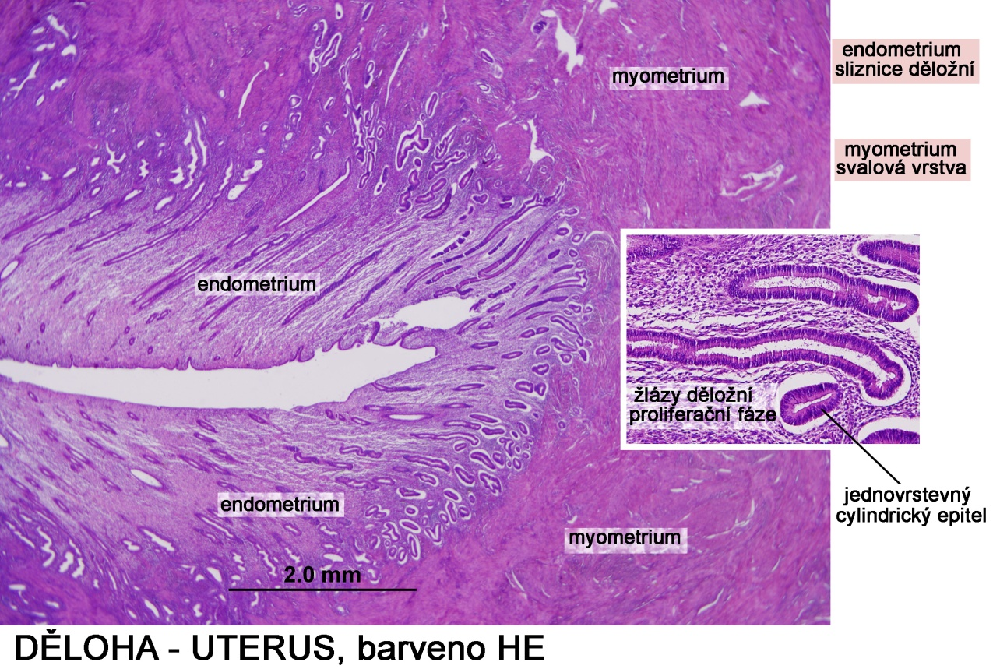 myometrium
endometrium
sliznice děložní
myometrium
svalová vrstva
endometrium
žlázy děložní
proliferační fáze
endometrium
jednovrstevný
cylindrický epitel
myometrium
2.0 mm
DĚLOHA - UTERUS, barveno HE